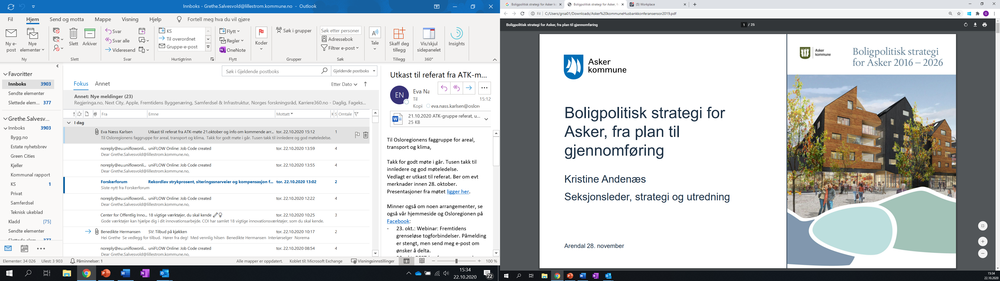 Innboks - Grethe.Salvesvold@lillestrom.kommune.no - Outlook
Fil Hjem Send og motta Mappe Visning Hjelp Fortell meg hva du vil gjøre
Ny e-post
Nye elementer
Ny
Slett
Arkiver
Slett
Svar
Svar alle
Videresend
Svar
KS
Til overordnet
Gruppe-e-post
Hurtigtrinn
Flytt
Regler
OneNote
Flytt
Koder
Søk i grupper
Grupper
Søk etter personer
Adressebok
Filtrer e-post
Søk
Tale
Skaff deg tillegg
Tillegg
Vis/skjul sidepanelet
360°
Insights
Favoritter
Innboks 3903
Sendte elementer
Slettede elem... 377
Grethe.Salvesv...
Innboks 3903
Bygg.no
Estate nyhetsbrev
Green Cities
Kjeller
Kommunal rapport
KS 1
Privat
Samferdsel
Teknisk ukeblad
Kladd [75]
Sendte elementer
Slettede elem... 377
Søk i Gjeldende postboks
Gjeldende postboks
Fokus Annet
Etter Dato
Annet: Nye meldinger (23)
Regjeringa.no, Next City, Apple, Fremtidens Byggenæring, Samferdsel & Infrastruktur, Norges forskningsråd, Karriere360.no - Daglig, Fageks...
! Fra Emne Mottatt K S Omtale
I dag
Eva Næss Karlsen Utkast til referat fra ATK-møte 21.oktober og info om kommende arr... tor. 22.10.2020 15:12 1
Til Osloregionens faggruppe for areal, transport og klima, Takk for godt møte i går. Tusen takk til innledere og god møteledelse.
noreply@eu.uniflowonli... uniFLOW Online: Job Code created tor. 22.10.2020 13:59 4
Dear Grethe.Salvesvold@lillestrom.kommune.no,
noreply@eu.uniflowonli... uniFLOW Online: Job Code created tor. 22.10.2020 13:55 4
Dear Grethe.Salvesvold@lillestrom.kommune.no,
Forskerforum Rekordlav strykprosent, siteringssnarveier og kompensasjon f... tor. 22.10.2020 13:02 2
Siste nytt fra Forskerforum
noreply@eu.uniflowonli... uniFLOW Online: Job Code created tor. 22.10.2020 12:22 4
Dear Grethe.Salvesvold@lillestrom.kommune.no,
Center for Offentlig Inno... 18 vigtige værktøjer, du skal kende tor. 22.10.2020 10:25 3
Gode værktøjer kan hjælpe dig i dit innovationsarbejde. COI har samlet 18 vigtige innovationsværktøjer, som du skal kende.
Benedikte Hermansen SV: Tilbud på kjøkken tor. 22.10.2020 10:17 2
Hei Grethe Se vedlegg for tilbud. Hører fra deg! Med vennlig hilsen Benedikte Hermansen Interiørselger Norema
noreply@eu.uniflowonli... uniFLOW Online: Job Code created tor. 22.10.2020 08:54 4
Dear Grethe.Salvesvold@lillestrom.kommune.no,
Utkast til referat fra ATK-m...
EN
Eva Na
Til 15:12
Kopi eva.nass.karlsen@oslore
21.10.2020 ATK-gruppe referat, u...
25 KB
Til Osloregionens faggruppe for areal,
transport og klima,
Takk for godt møte i går. Tusen takk til
innledere og god møteledelse.
Vedlagt er utkast til referat. Ber om evt
merknader innen 28. oktober.
Presentasjoner fra møtet ligger her.
Minner også om noen arrangementer, se
også vår hjemmeside og Osloregionen på
Facebook:
- 23. okt.: Webinar: Fremtidens
grenseløse togforbindelser. Påmelding
er stengt, men send meg e-post om
ønsker å delta.
Elementer: 34 026 Ulest: 3 903 Påminnelser: 1 Alle mapper er oppdatert. Koblet til: Microsoft Exchange Visningsinnstillinger 100 %
15:34
22.10.2020
22
Boligpolitisk strategi for Asker k
Boligpolitisk strategi for Asker, fr
(5) Workplace
Fil C:/Users/grsa01/Downloads/Asker%20kommuneHusbankkonferansensor2019.pdf
G
Boligpolitisk strategi for Asker, fra plan til gjennomføring
1 / 25
Asker
kommune
Boligpolitisk strategi for
Asker, fra plan til
gjennomføring
Kristine Andenæs
Seksjonsleder, strategi og utredning
Arendal 28. november
Asker
kommune
Boligpolitisk strategi
for Asker 2016 – 2026
15:34
22.10.2020